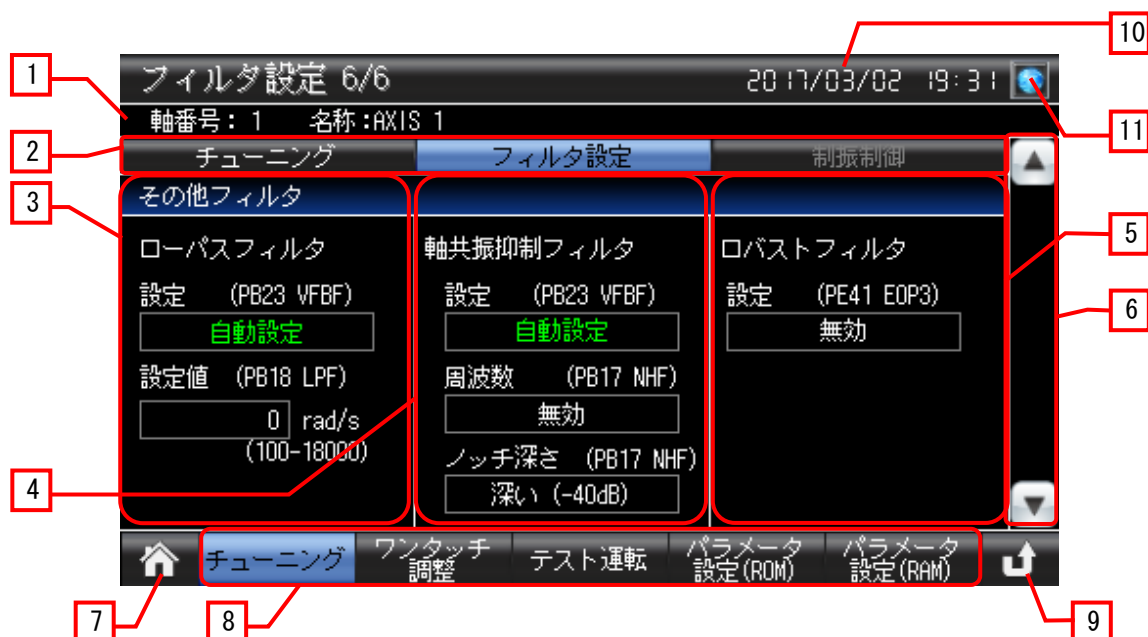 10
1
フィルタ設定 6/6
2017/03/02 19:31
軸番号: 1 名称:AXIS 1
11
2
チューニング
フィルタ設定
制振制御
3
その他フィルタ
ローパスフィルタ
設定 (PB23 VFBF)
自動設定
設定値 (PB18 LPF)
0 rad/s
(100-18000)
軸共振抑制フィルタ
設定 (PB23 VFBF)
自動設定
周波数 (PB17 NHF)
無効
ノッチ深さ (PB17 NHF)
深い (-40dB)
ロバストフィルタ
設定 (PE41 EOP3)
無効
5
6
4
チューニング
ワンタッチ
調整
テスト運転
パラメータ
設定(ROM)
パラメータ
設定(RAM)
7
8
9